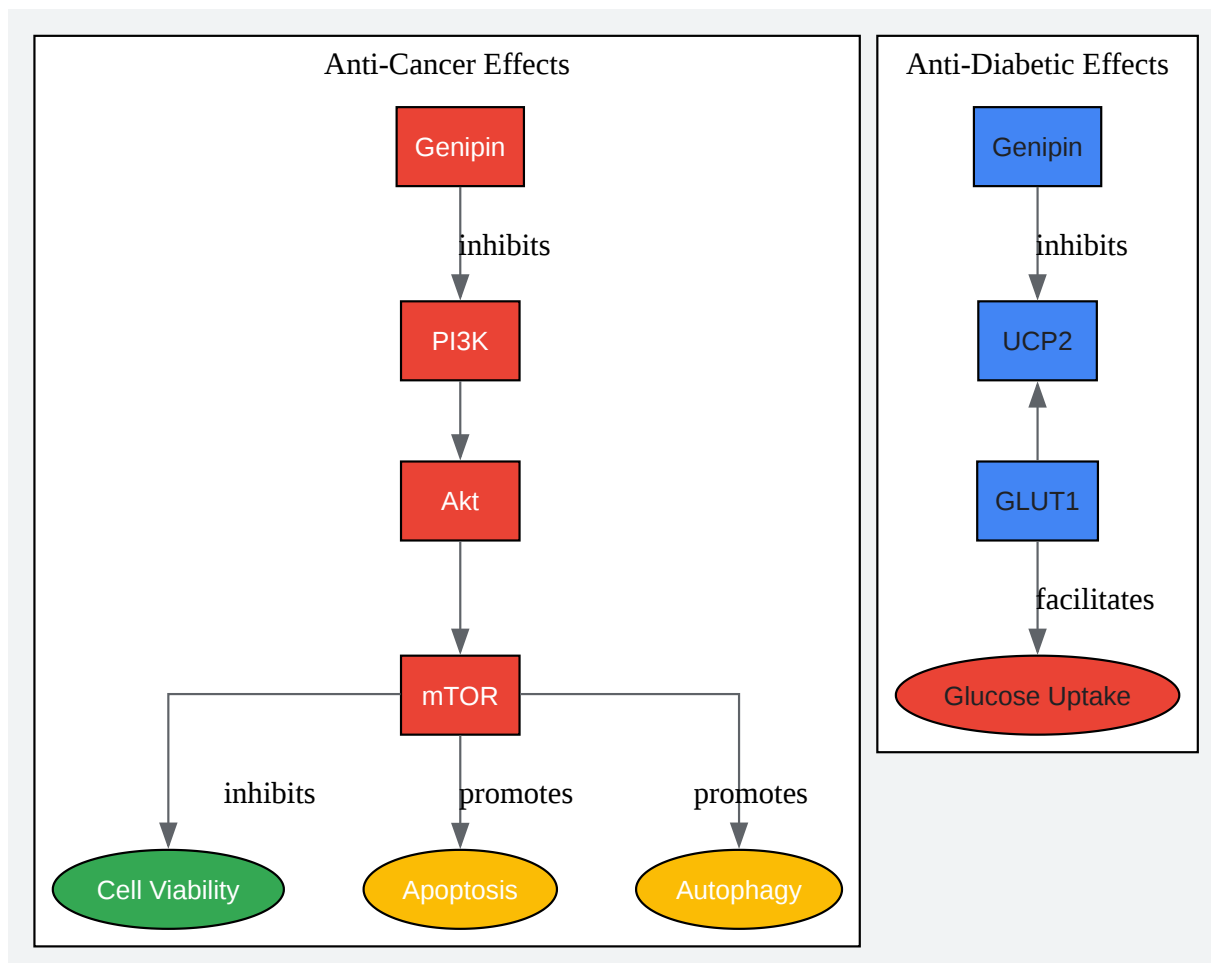 Anti-Cancer Effects
Genipin
inhibits
PI3K
Akt
mTOR
inhibits
promotes
promotes
Cell Viability
Apoptosis
Autophagy
Anti-Diabetic Effects
Genipin
inhibits
UCP2
GLUT1
facilitates
Glucose Uptake